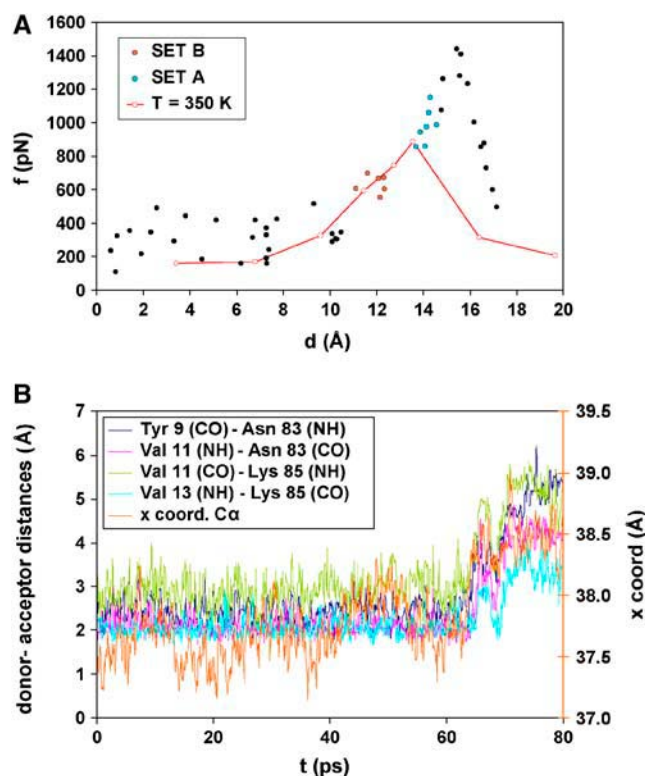 A
1600
1400
1200
1000
800
600
400
200
0
f
(pN)
SET B
SET A
T = 350 K
0 2 4 6 8 10 12 14 16 18 20
d (Å)
B
7
6
5
4
3
2
1
0
donor- acceptor distances (Å)
Tyr 9 (CO) - Asn 83 (NH)
Val 11 (NH) - Asn 83 (CO)
Val 11 (CO) - Lys 85 (NH)
Val 13 (NH) - Lys 85 (CO)
x coord. Cα
39.5
39.0
38.5
38.0
37.5
37.0
x coord (Å)
0 20 40 60 80
t (ps)